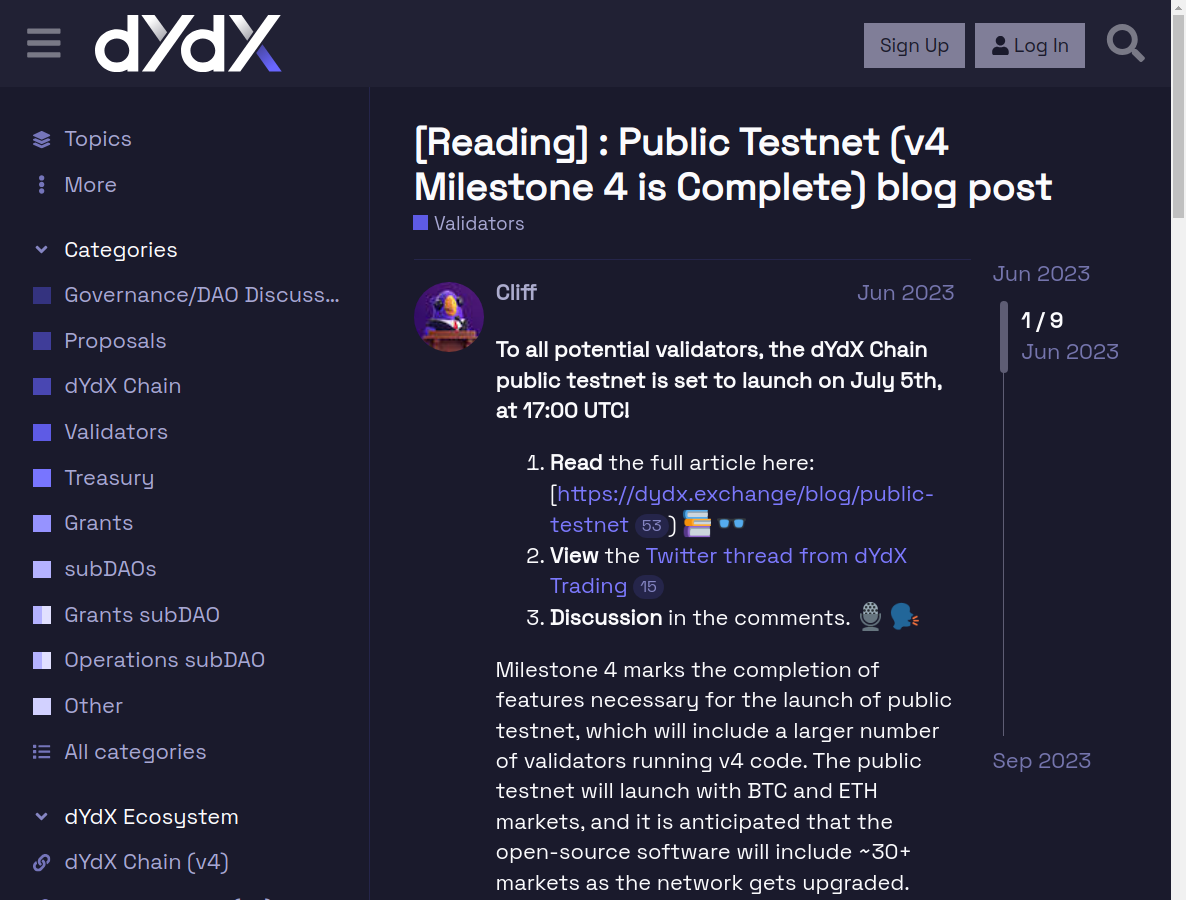 dYdX
Sign Up
Log In
Topics
More
Categories
Governance/DAO Discuss...
Proposals
dYdX Chain
Validators
Treasury
Grants
subDAOs
Grants subDAO
Operations subDAO
Other
All categories
dYdX Ecosystem
dYdX Chain (v4)
[Reading] : Public Testnet (v4
Milestone 4 is Complete) blog post
Validators
Cliff
Jun 2023
To all potential validators, the dYdX Chain
public testnet is set to launch on July 5th,
at 17:00 UTC!
1. Read the full article here:
[https://dydx.exchange/blog/public-
testnet 53 )
2. View the Twitter thread from dYdX
Trading 15
3. Discussion in the comments.
Milestone 4 marks the completion of
features necessary for the launch of public
testnet, which will include a larger number
of validators running v4 code. The public
testnet will launch with BTC and ETH
markets, and it is anticipated that the
open-source software will include ~30+
markets as the network gets upgraded.
Jun 2023
1 / 9
Jun 2023
Sep 2023